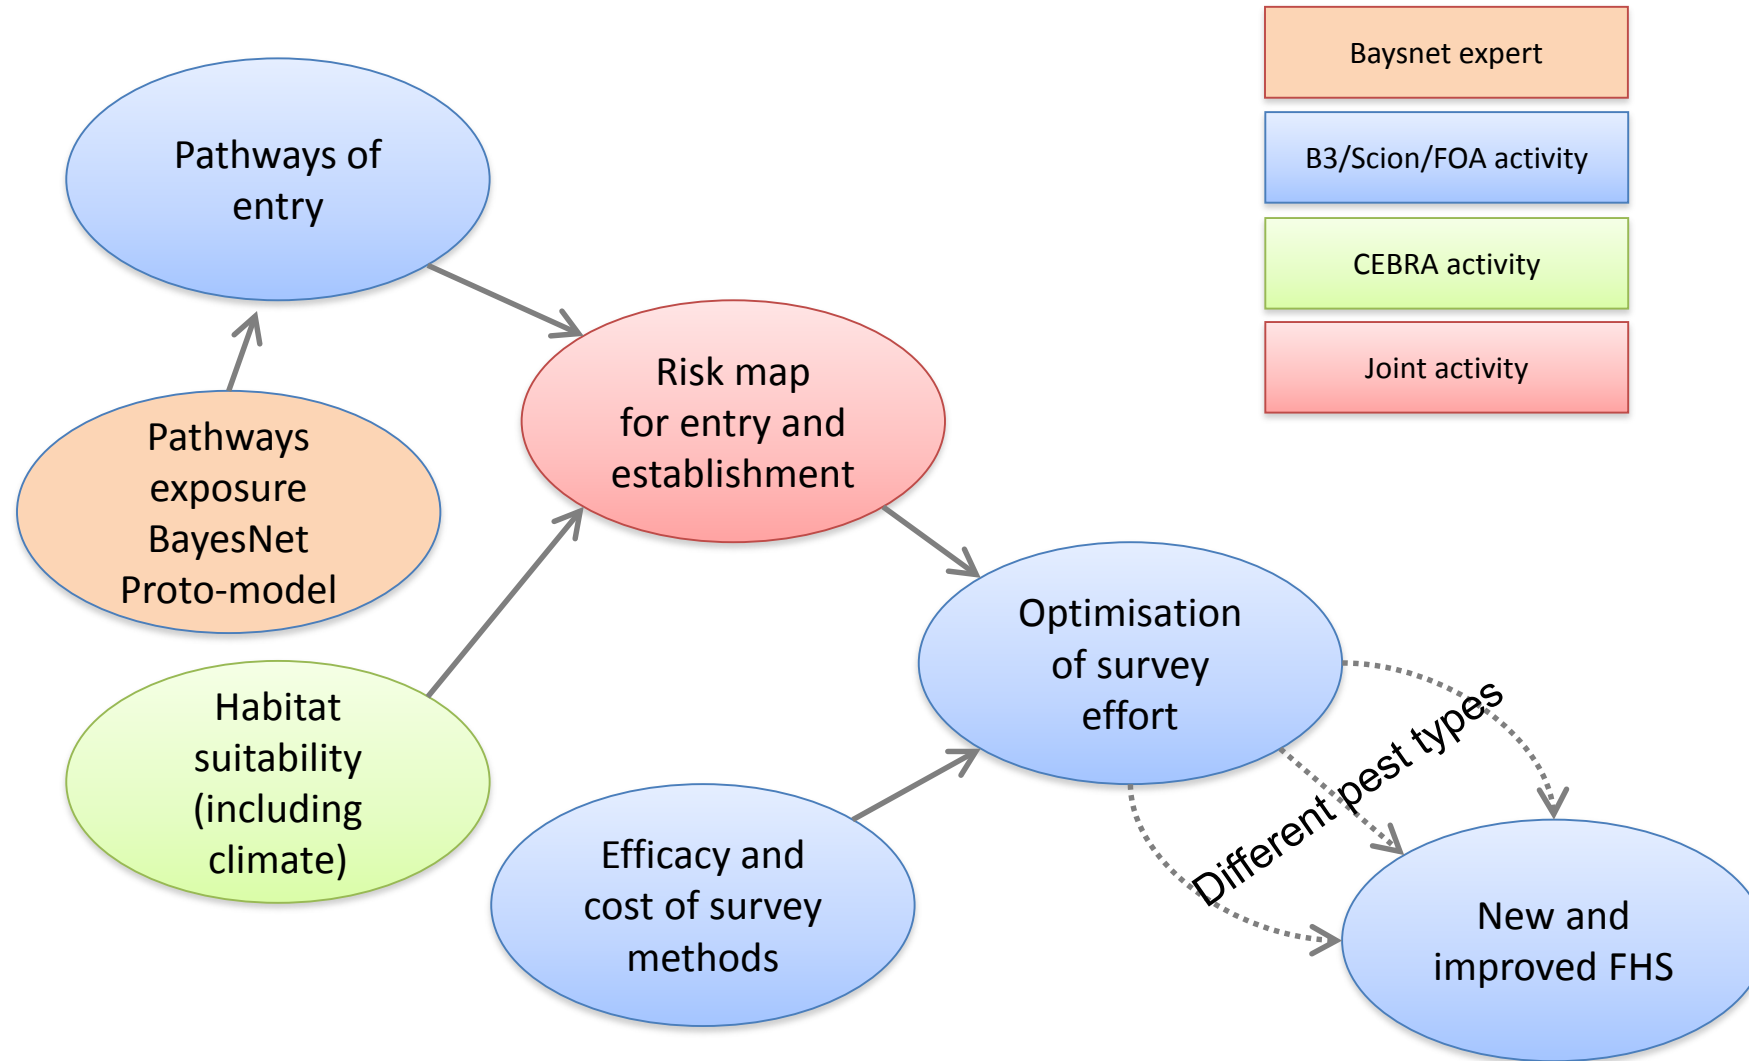 Baysnet expert
B3/Scion/FOA activity
CEBRA activity
Joint activity
Pathways of
entry
Pathways
exposure
BayesNet
Proto-model
Risk map
for entry and
establishment
Habitat
suitability
(including
climate)
Efficacy and
cost of survey
methods
Optimisation
of survey
effort
Different pest types
New and
improved FHS